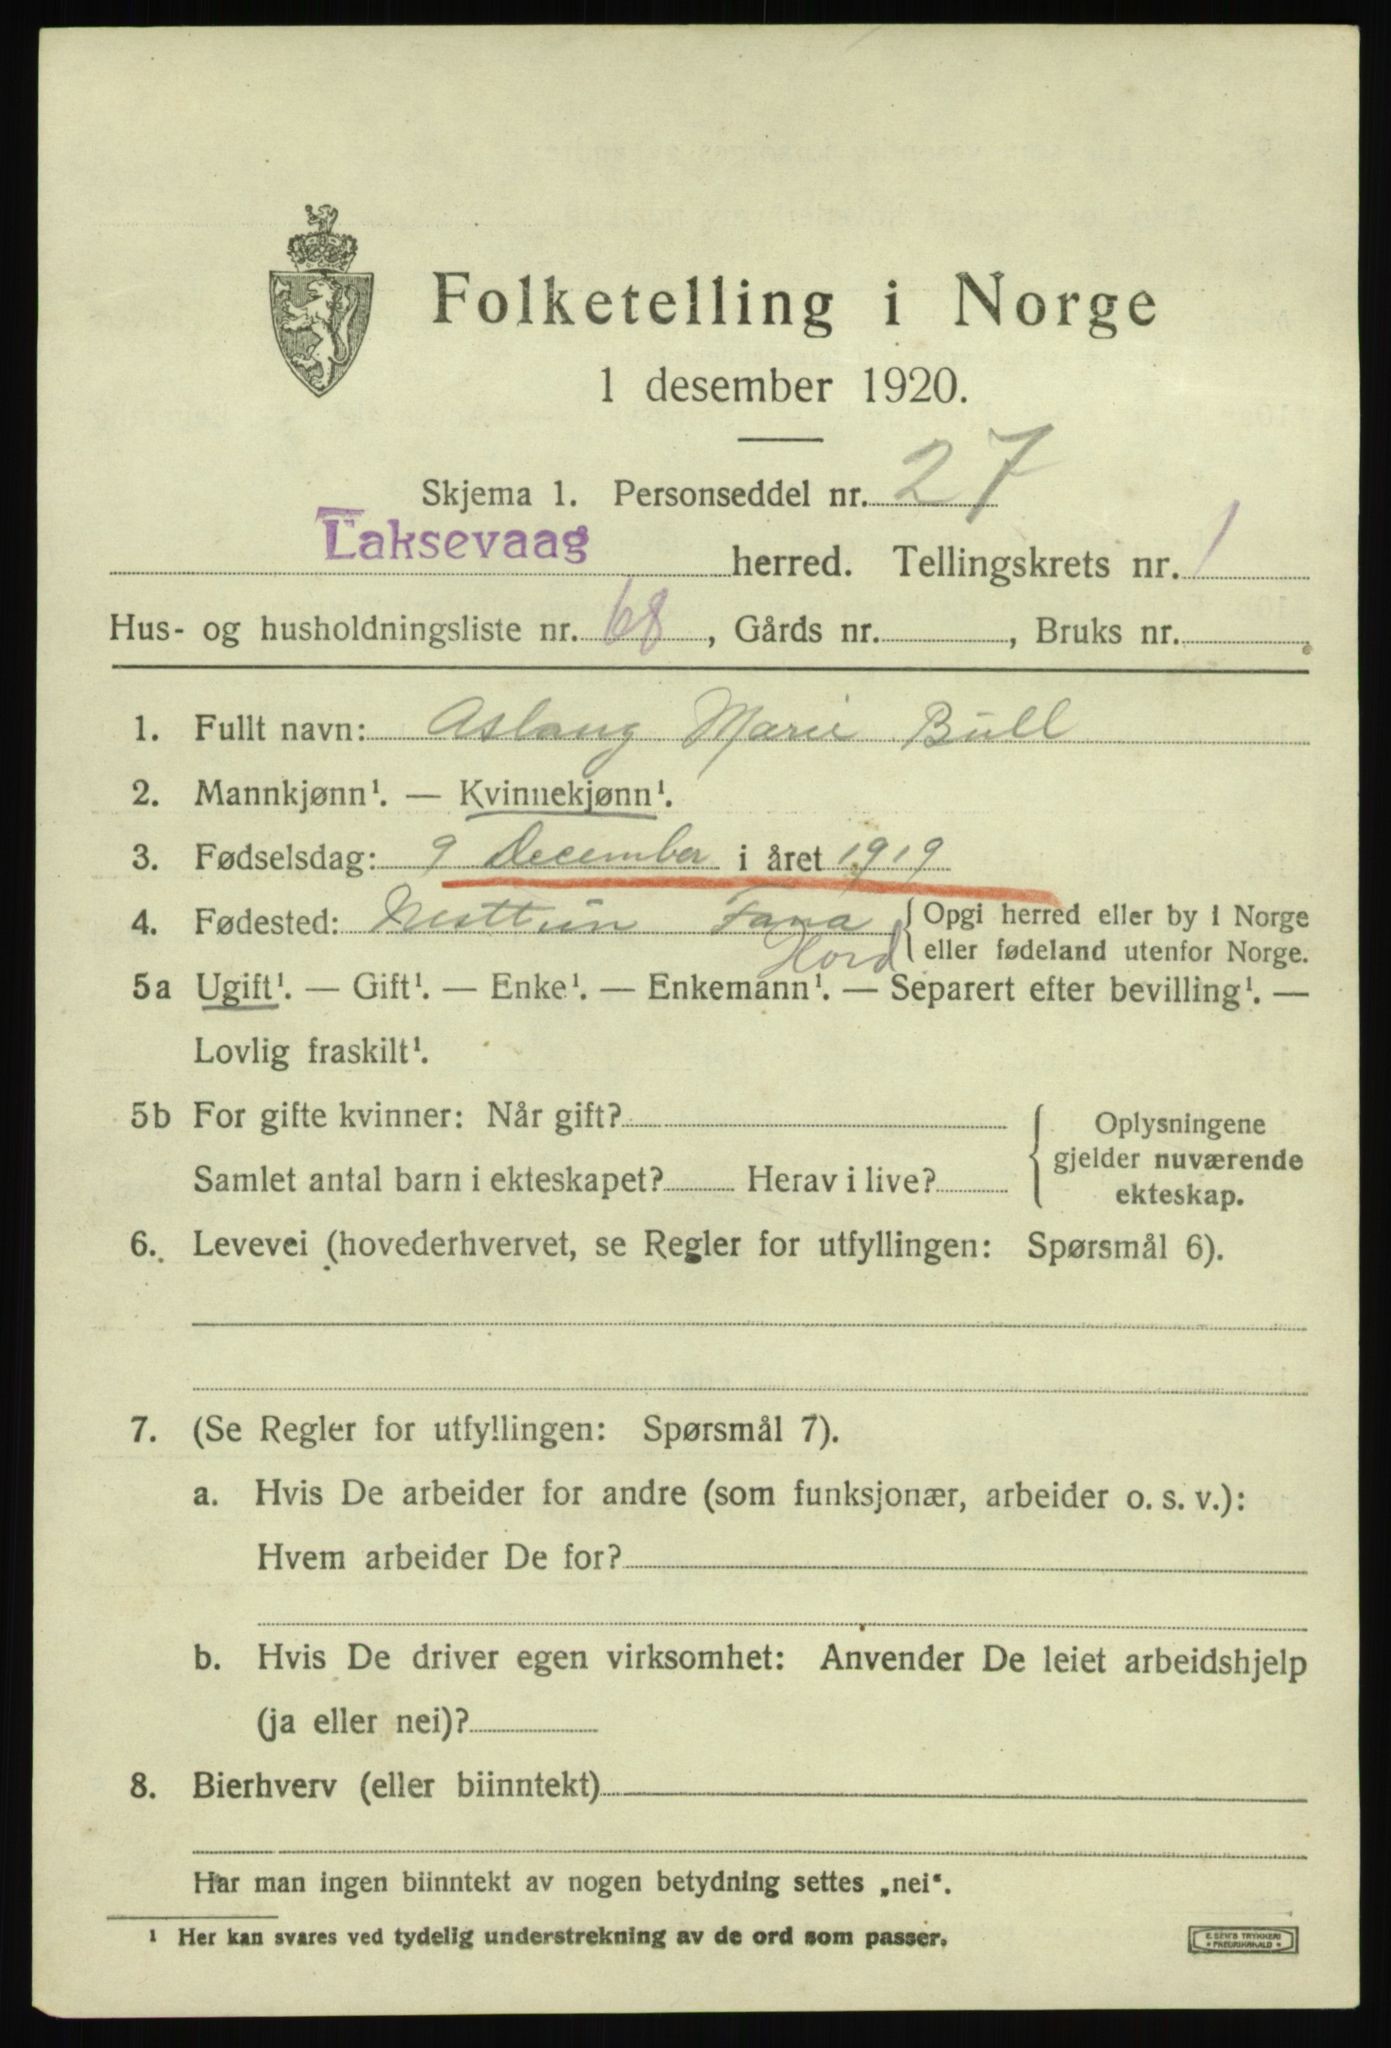 Folketelling i Norge
1 desember 1920.
Skjema 1. Personseddel nr. 27
Laksevaag herred. Tellingskrets nr. 1
Hus- og husholdningsliste nr. 68, Gårds nr. , Bruks nr.
1. Fullt navn: Aslaug Marie Bull
2. Mannkjønn¹. — Kvinnekjønn¹.
3. Fødselsdag: 9 December i året 1919
4. Fødested: Nesttun Fana { Opgi herred eller by i Norge
Hord { eller fødeland utenfor Norge.
5a Ugift¹. — Gift¹. — Enke¹. — Enkemann¹. — Separert efter bevilling¹. —
Lovlig fraskilt¹.
5b For gifte kvinner: Når gift? { Oplysningene
gjelder nuværende
Samlet antal barn i ekteskapet? Herav i live? ekteskap.
6. Levevei (hovederhvervet, se Regler for utfyllingen: Spørsmål 6).
7. (Se Regler for utfyllingen: Spørsmål 7).
a. Hvis De arbeider for andre (som funksjonær, arbeider o. s. v.):
Hvem arbeider De for?
b. Hvis De driver egen virksomhet: Anvender De leiet arbeidshjelp
(ja eller nei)?
8. Bierhverv (eller biinntekt)
Har man ingen biinntekt av nogen betydning settes „nei“.
¹ Her kan svares ved tydelig understrekning av de ord som passer.
E. SEM'S TRYKKERI
• FREDRIKSHALD •